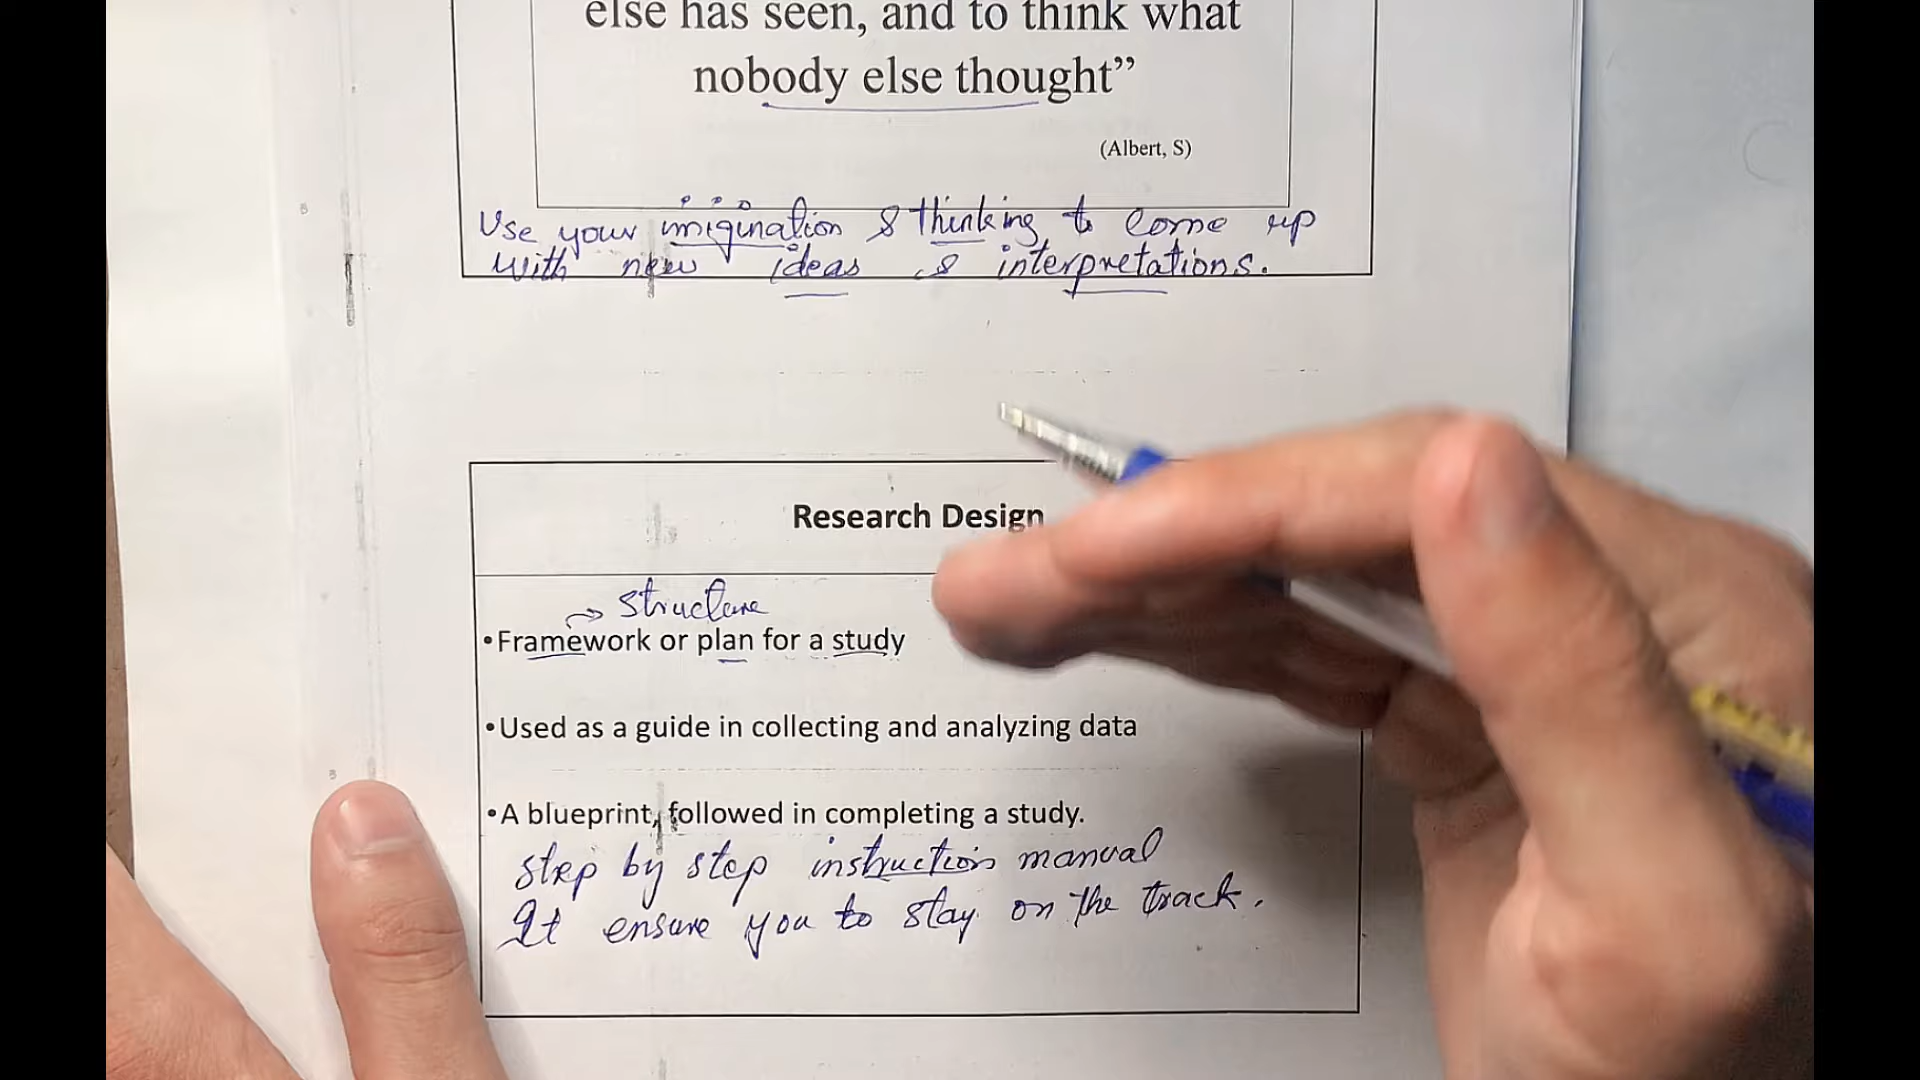 else has seen, and to think what
nobody else thought”
(Albert, S)
Use your imigination & thinking to come up
with new ideas & interpretations.
Research Design
→ structure
•Framework or plan for a study
•Used as a guide in collecting and analyzing data
•A blueprint, followed in completing a study.
step by step instruction manual
It ensure you to stay on the track.